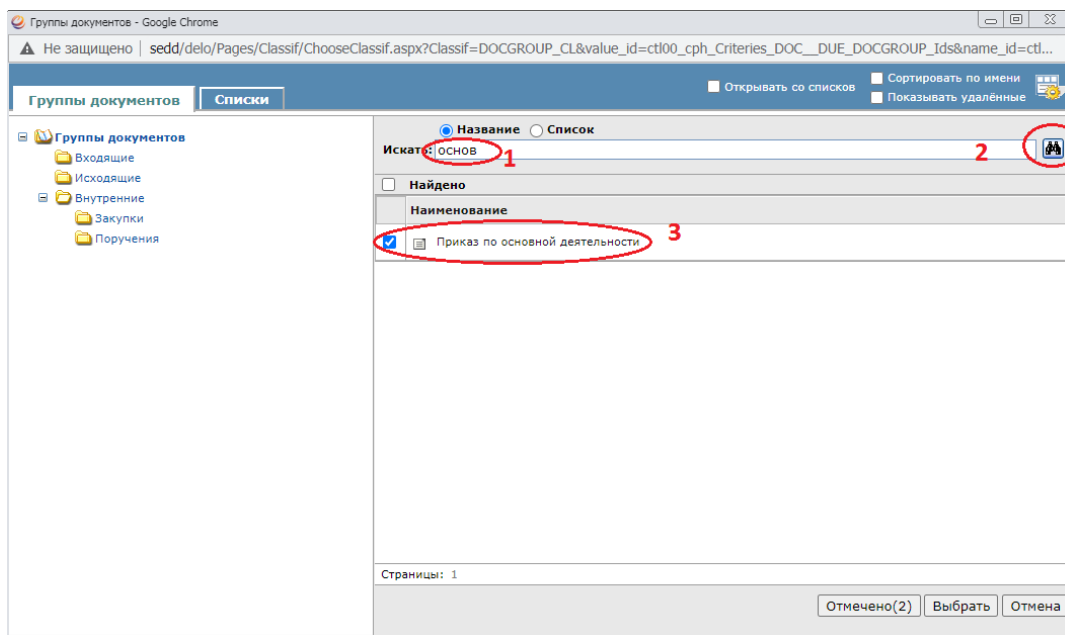 Группы документов - Google Chrome
Не защищено | sedd/delo/Pages/Classif/ChooseClassif.aspx?Classif=DOCGROUP_CL&value_id=ctl00_cph_Criteries_DOC__DUE_DOCGROUP_Ids&name_id=ctl...
Группы документов Списки
Открывать со списков
Сортировать по имени
Показывать удалённые
Группы документов
Входящие
Исходящие
Внутренние
Закупки
Поручения
Название Список
Искать: основ 1 2
Найдено
Наименование
Приказ по основной деятельности 3
Страницы: 1
Отмечено(2) Выбрать Отмена